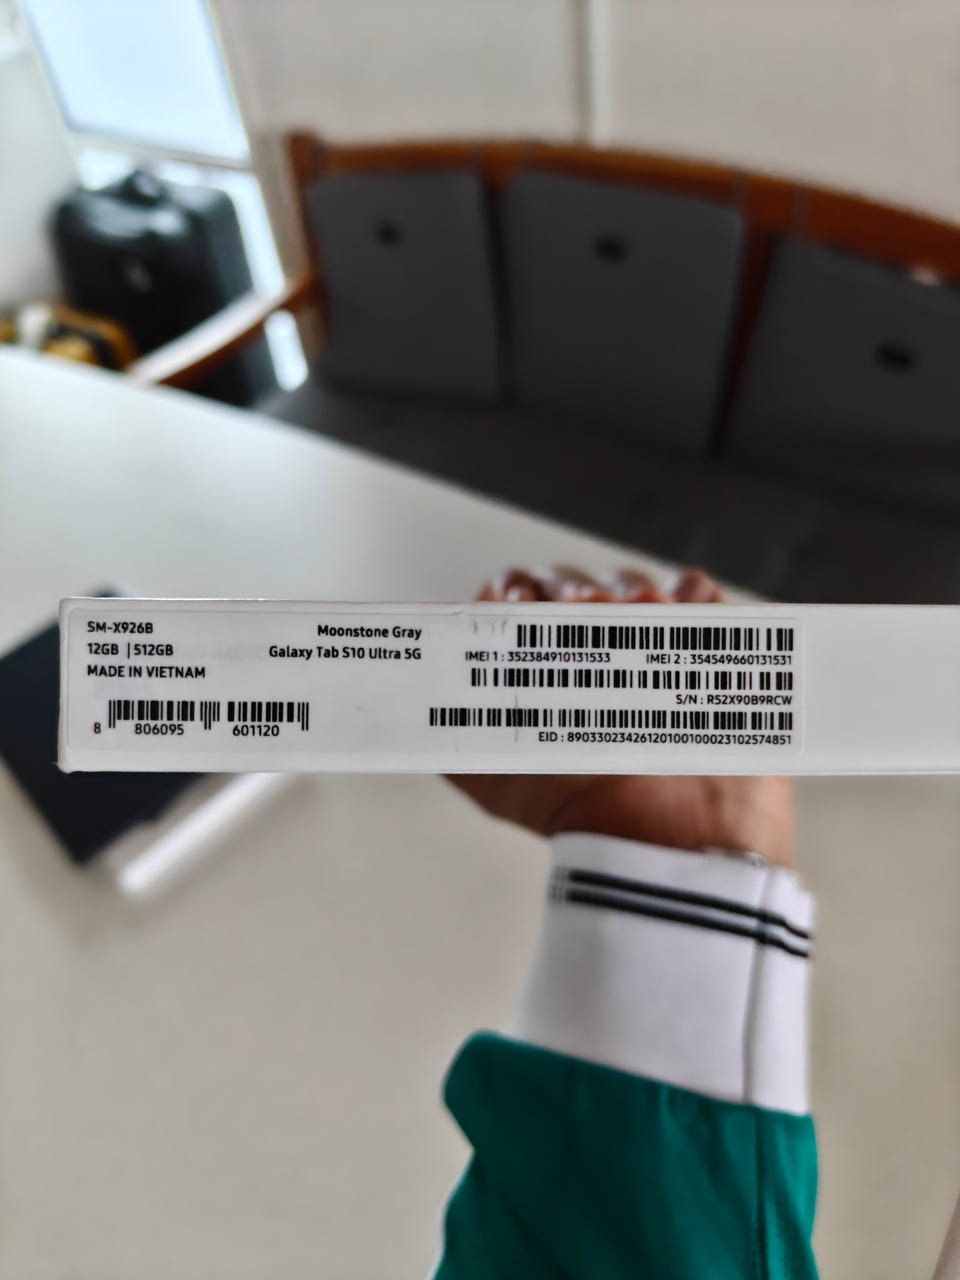 SM-X926B
12GB | 512GB
MADE IN VIETNAM
Moonstone Gray
Galaxy Tab S10 Ultra 5G
8 806095 601120
IMEI 1 : 352384910131533 IMEI 2 : 354549660131531
S/N : R52X90B9RCW
EID : 89033023426120100100023102574851